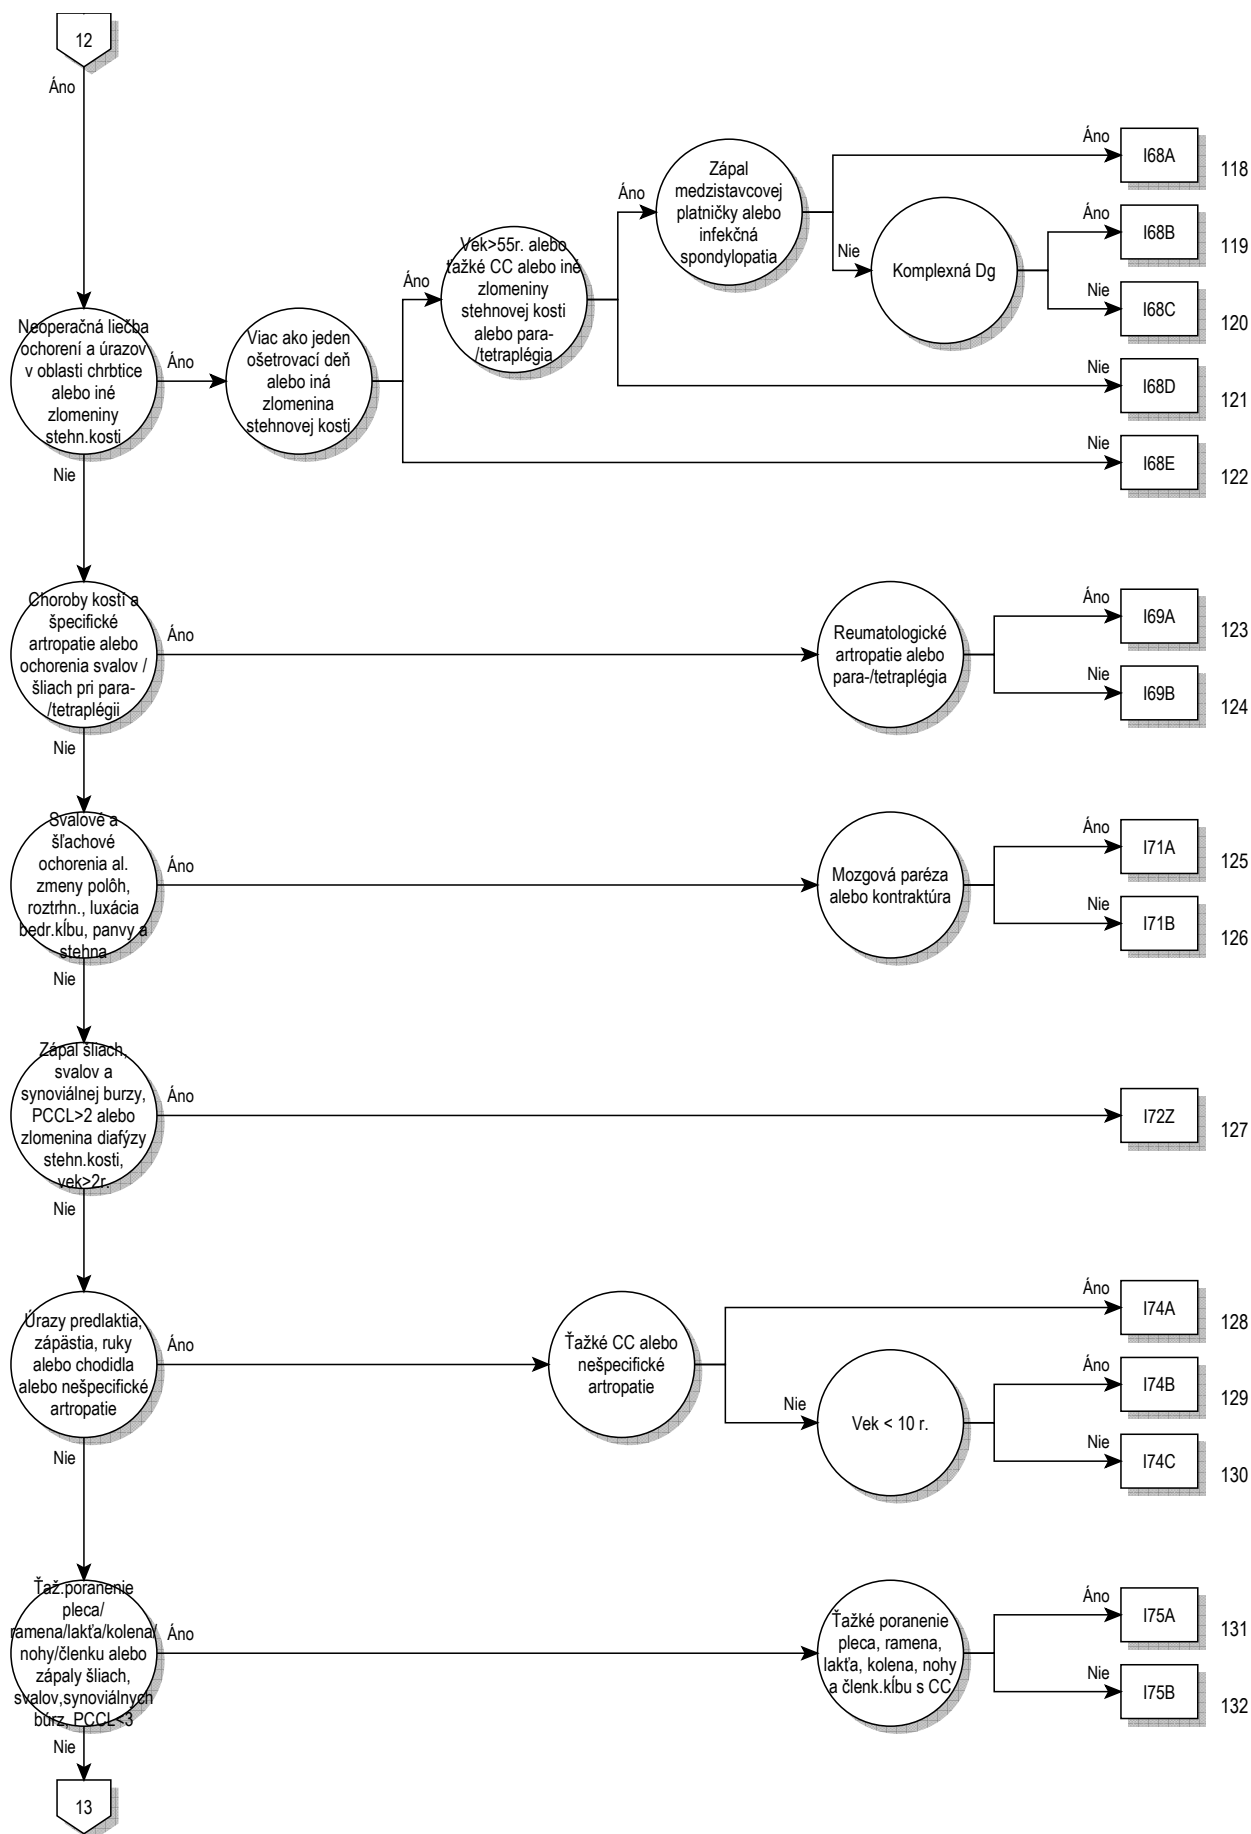 12
Áno
Neoperačná liečba
ochorení a úrazov
v oblasti chrbtice
alebo iné
zlomeniny
stehn.kosti
Áno
Viac ako jeden
ošetrovací deň
alebo iná
zlomenina
stehnovej kosti
Áno
Vek>55r. alebo
ťažké CC alebo iné
zlomeniny
stehnovej kosti
alebo para-
/tetraplégia
Áno
Zápal
medzistavcovej
platničky alebo
infekčná
spondylopatia
Áno
I68A
118
Nie
Komplexná Dg
Áno
I68B
119
Nie
I68C
120
Nie
I68D
121
Nie
I68E
122
Nie
Choroby kostí a
špecifické
artropatie alebo
ochorenia svalov /
šliach pri para-
/tetraplégii
Áno
Reumatologické
artropatie alebo
para-/tetraplégia
Áno
I69A
123
Nie
I69B
124
Nie
Svalové a
šľachové
ochorenia al.
zmeny polôh,
roztrhn., luxácia
bedr.kĺbu, panvy a
stehna
Áno
Mozgová paréza
alebo kontraktúra
Áno
I71A
125
Nie
I71B
126
Nie
Zápal šliach,
svalov a
synoviálnej burzy,
PCCL>2 alebo
zlomenina diafýzy
stehn.kosti,
vek>2r.
Áno
I72Z
127
Nie
Úrazy predlaktia,
zápästia, ruky
alebo chodidla
alebo nešpecifické
artropatie
Áno
Ťažké CC alebo
nešpecifické
artropatie
Áno
I74A
128
Nie
Vek < 10 r.
Áno
I74B
129
Nie
I74C
130
Nie
Ťaž.poranenie
pleca/
ramena/lakťa/kolena/
nohy/členku alebo
zápaly šliach,
svalov,synoviálnych
búrz, PCCL<3
Áno
Ťažké poranenie
pleca, ramena,
lakťa, kolena, nohy
a členk.kĺbu s CC
Áno
I75A
131
Nie
I75B
132
Nie
13